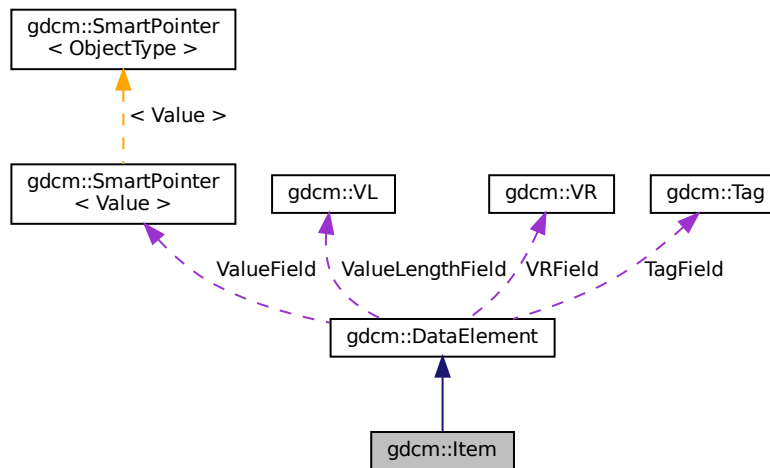 gdcm::SmartPointer
< ObjectType >
< Value >
gdcm::SmartPointer
< Value >
gdcm::VL
gdcm::VR
gdcm::Tag
ValueField
ValueLengthField
VRField
TagField
gdcm::DataElement
gdcm::Item